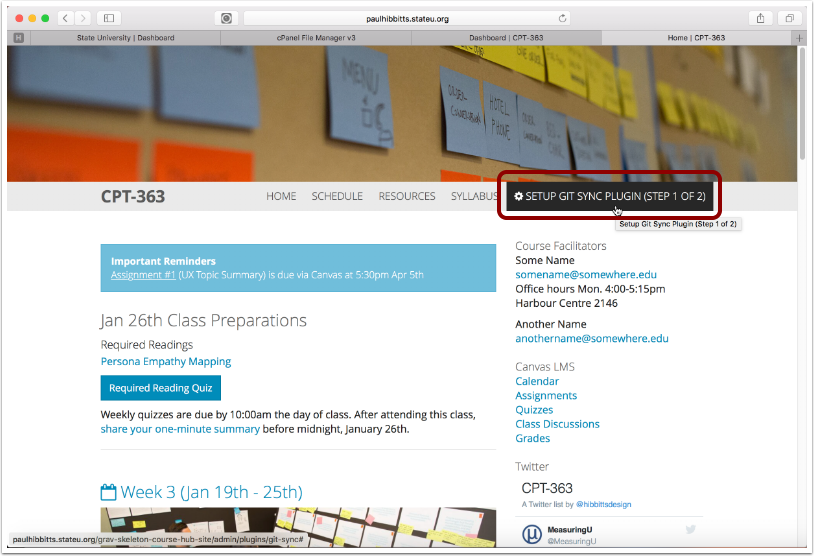 paulhibbitts.stateu.org
H
State University | Dashboard
cPanel File Manager v3
Dashboard | CPT-363
Home | CPT-363
MENU
HOTEL
PHONE
CPT-363
HOME
SCHEDULE
RESOURCES
SYLLABUS
SETUP GIT SYNC PLUGIN (STEP 1 OF 2)
Setup Git Sync Plugin (Step 1 of 2)
Important Reminders
Assignment #1 (UX Topic Summary) is due via Canvas at 5:30pm Apr 5th
Jan 26th Class Preparations
Required Readings
Persona Empathy Mapping
Required Reading Quiz
Weekly quizzes are due by 10:00am the day of class. After attending this class,
share your one-minute summary before midnight, January 26th.
Week 3 (Jan 19th - 25th)
Course Facilitators
Some Name
somename@somewhere.edu
Office hours Mon. 4:00-5:15pm
Harbour Centre 2146
Another Name
anothername@somewhere.edu
Canvas LMS
Calendar
Assignments
Quizzes
Class Discussions
Grades
Twitter
CPT-363
A Twitter list by @hibbittsdesign
MeasuringU
@MeasuringU
paulhibbitts.stateu.org/grav-skeleton-course-hub-site/admin/plugins/git-sync#